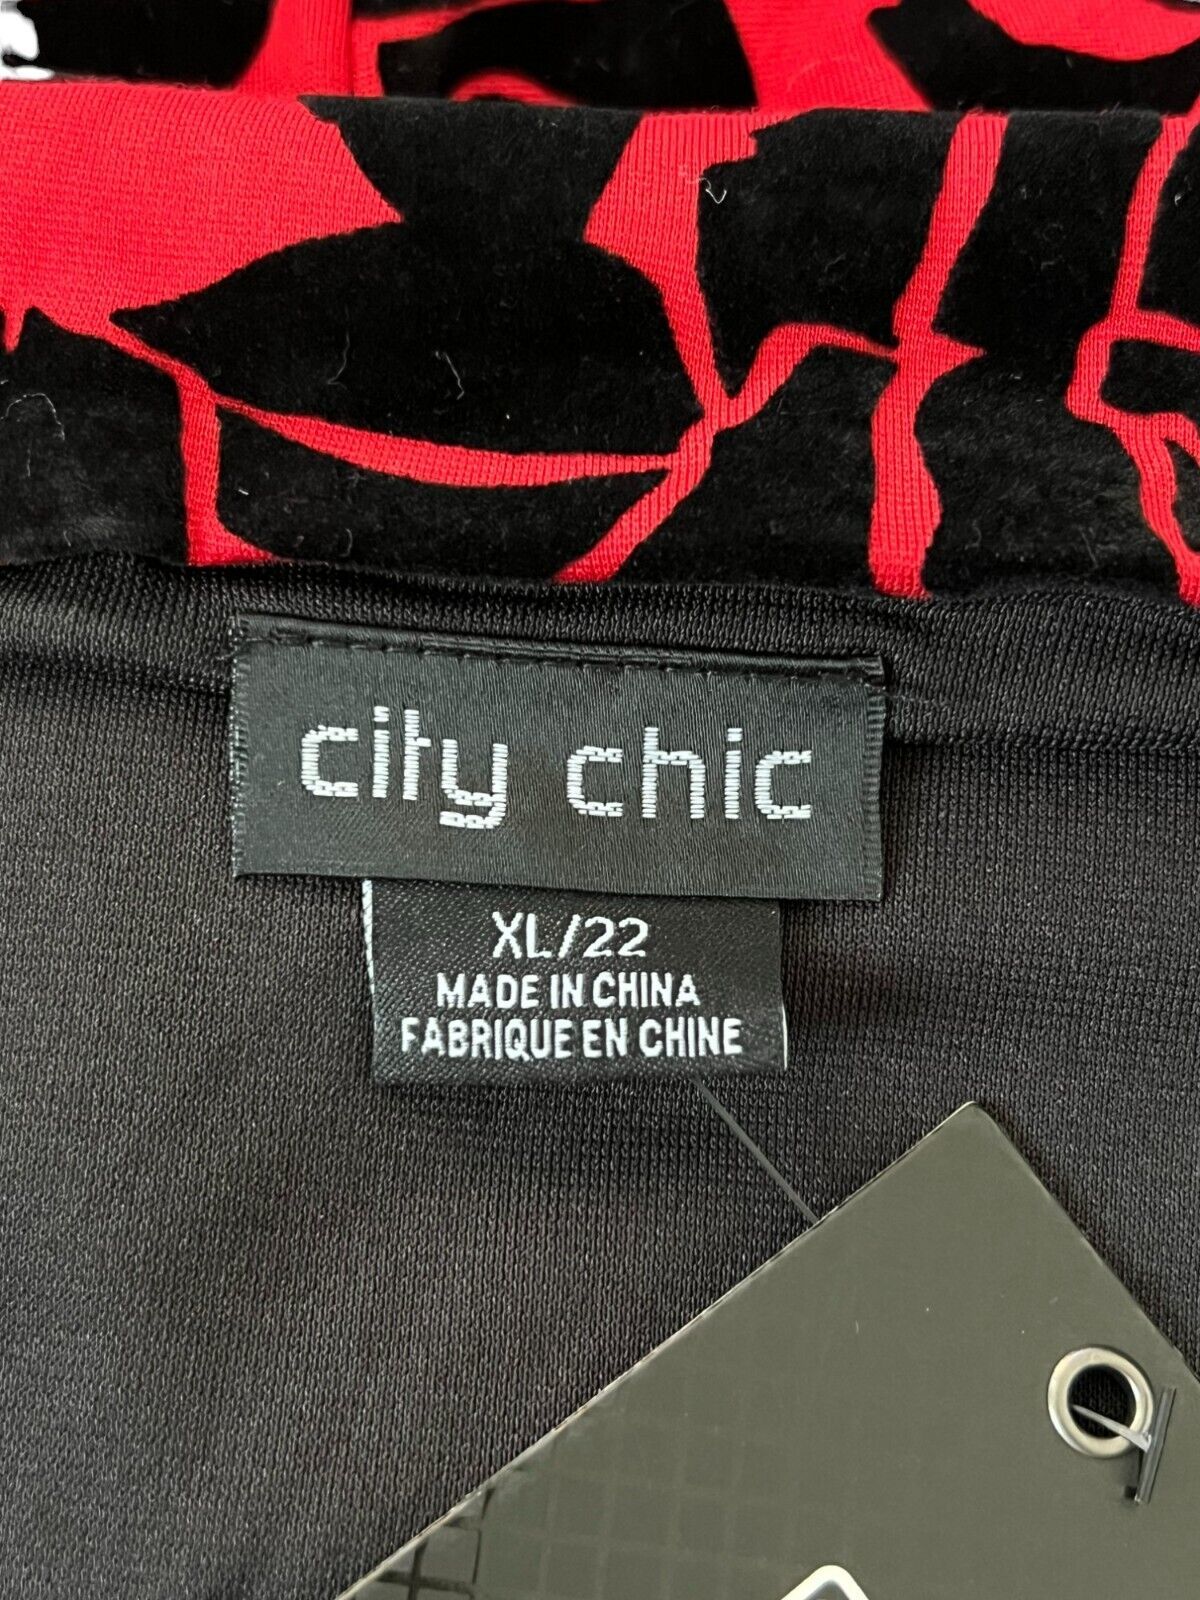 city chic
XL/22
MADE IN CHINA
FABRIQUE EN CHINE